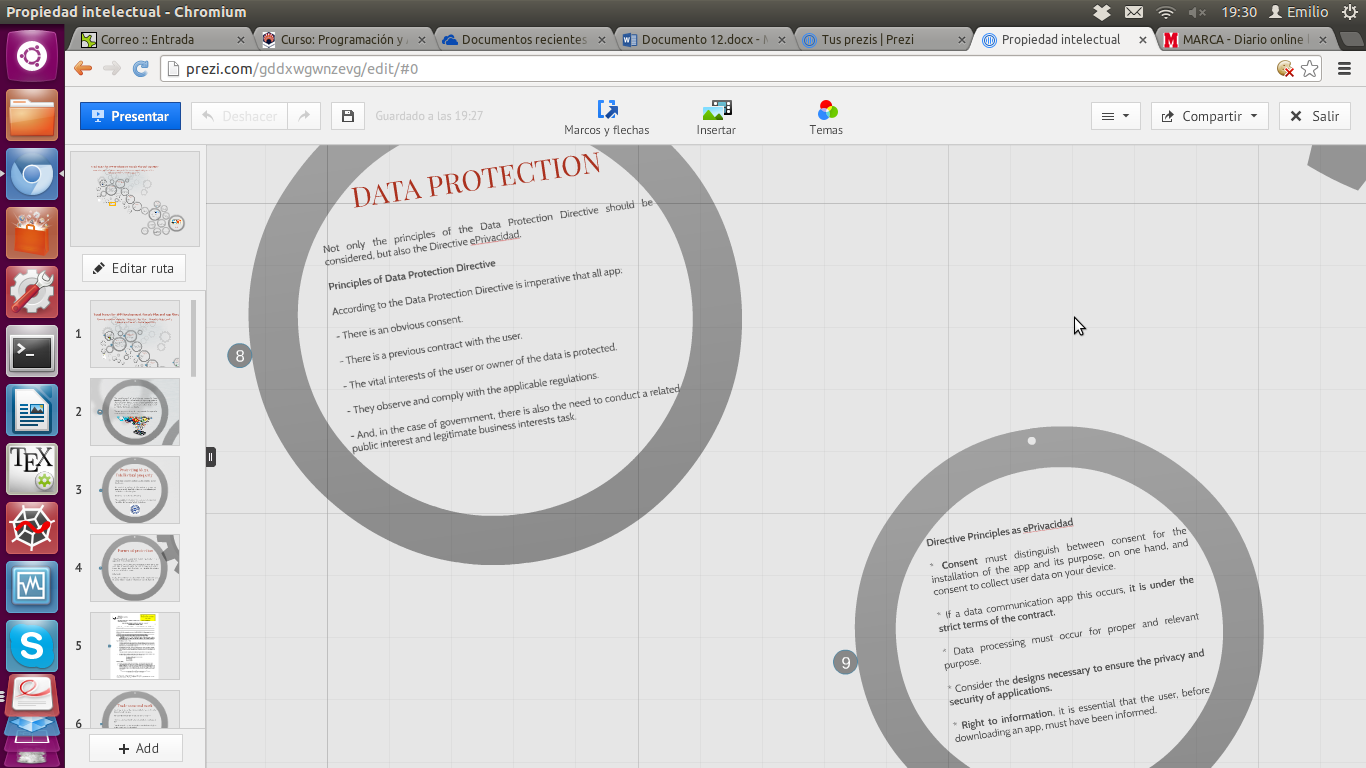 Propiedad intelectual - Chromium
19:30
Emilio
Correo :: Entrada
Curso: Programación y
Documentos recientes
Documento 12.docx -
Tus prezis | Prezi
Propiedad intelectual
MARCA - Diario online
prezi.com/gddxwgwnzevg/edit/#0
Presentar
Deshacer
Guardado a las 19:27
Marcos y flechas
Insertar
Temas
Compartir
Salir
Editar ruta
1
2
3
4
5
6
Add
DATA PROTECTION
Not only the principles of the Data Protection Directive should be
considered, but also the Directive ePrivacidad.
Principles of Data Protection Directive
According to the Data Protection Directive is imperative that all app:
- There is an obvious consent.
- There is a previous contract with the user.
- The vital interests of the user or owner of the data is protected.
- They observe and comply with the applicable regulations.
- And, in the case of government, there is also the need to conduct a related
public interest and legitimate business interests task.
8
Directive Principles as ePrivacidad
* Consent must distinguish between consent for the
installation of the app and its purpose, on one hand, and
consent to collect user data on your device.
* If a data communication app this occurs, it is under the
strict terms of the contract.
* Data processing must occur for proper and relevant
purpose.
* Consider the designs necessary to ensure the privacy and
security of applications.
* Right to information, it is essential that the user, before
downloading an app, must have been informed.
9
TEX